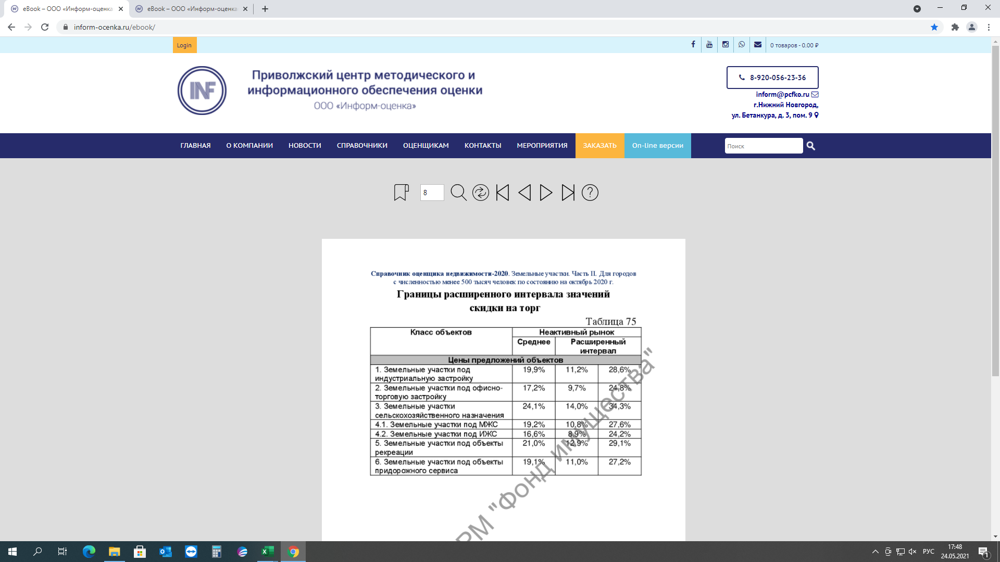 eBook – ООО «Информ-оценка
eBook – ООО «Информ-оценка
inform-ocenka.ru/ebook/
Login
0 товаров - 0.00 ₽
INF
Приволжский центр методического и
информационного обеспечения оценки
ООО «Информ-оценка»
8-920-056-23-36
inform@pcfko.ru
г.Нижний Новгород,
ул. Бетанкура, д. 3, пом. 9
ГЛАВНАЯ О КОМПАНИИ НОВОСТИ СПРАВОЧНИКИ ОЦЕНЩИКАМ КОНТАКТЫ МЕРОПРИЯТИЯ ЗАКАЗАТЬ On-line версии Поиск
8
Справочник оценщика недвижимости-2020. Земельные участки. Часть II. Для городов
с численностью менее 500 тысяч человек по состоянию на октябрь 2020 г.
Границы расширенного интервала значений
скидки на торг
Таблица 75
Класс объектов Неактивный рынок
Среднее Расширенный
интервал
Цены предложений объектов
1. Земельные участки под 19,9% 11,2% 28,6%
индустриальную застройку
2. Земельные участки под офисно- 17,2% 9,7% 24,8%
торговую застройку
3. Земельные участки 24,1% 14,0% 34,3%
сельскохозяйственного назначения
4.1. Земельные участки под МЖС 19,2% 10,8% 27,6%
4.2. Земельные участки под ИЖС 16,6% 8,9% 24,2%
5. Земельные участки под объекты 21,0% 12,9% 29,1%
рекреации
6. Земельные участки под объекты 19,1% 11,0% 27,2%
придорожного сервиса
РМ "Фонд имущества"
РУС
17:48
24.05.2021
1